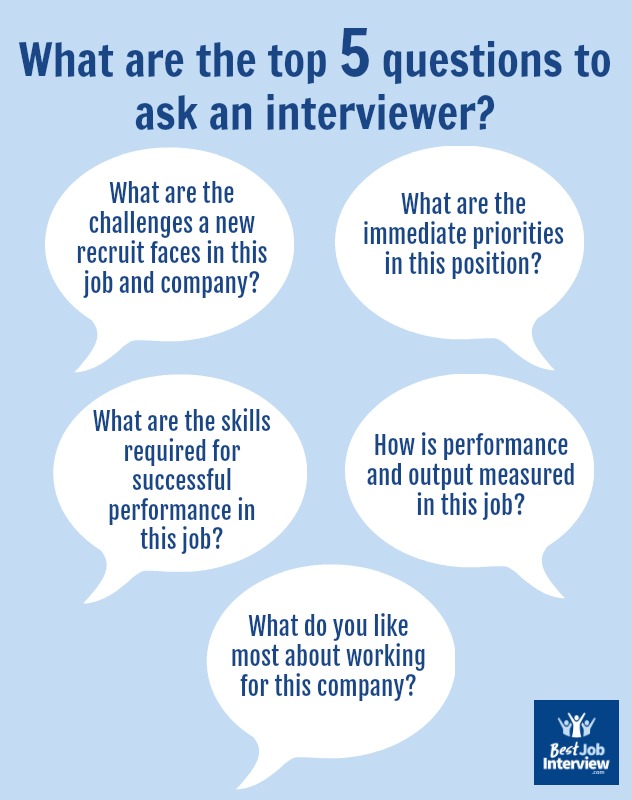 What are the top 5 questions to
ask an interviewer?
What are the
challenges a new
recruit faces in this
job and company?
What are the
immediate priorities
in this position?
What are the skills
required for
successful
performance in
this job?
How is performance
and output measured
in this job?
What do you like
most about working
for this company?
Best Job
Interview
.com